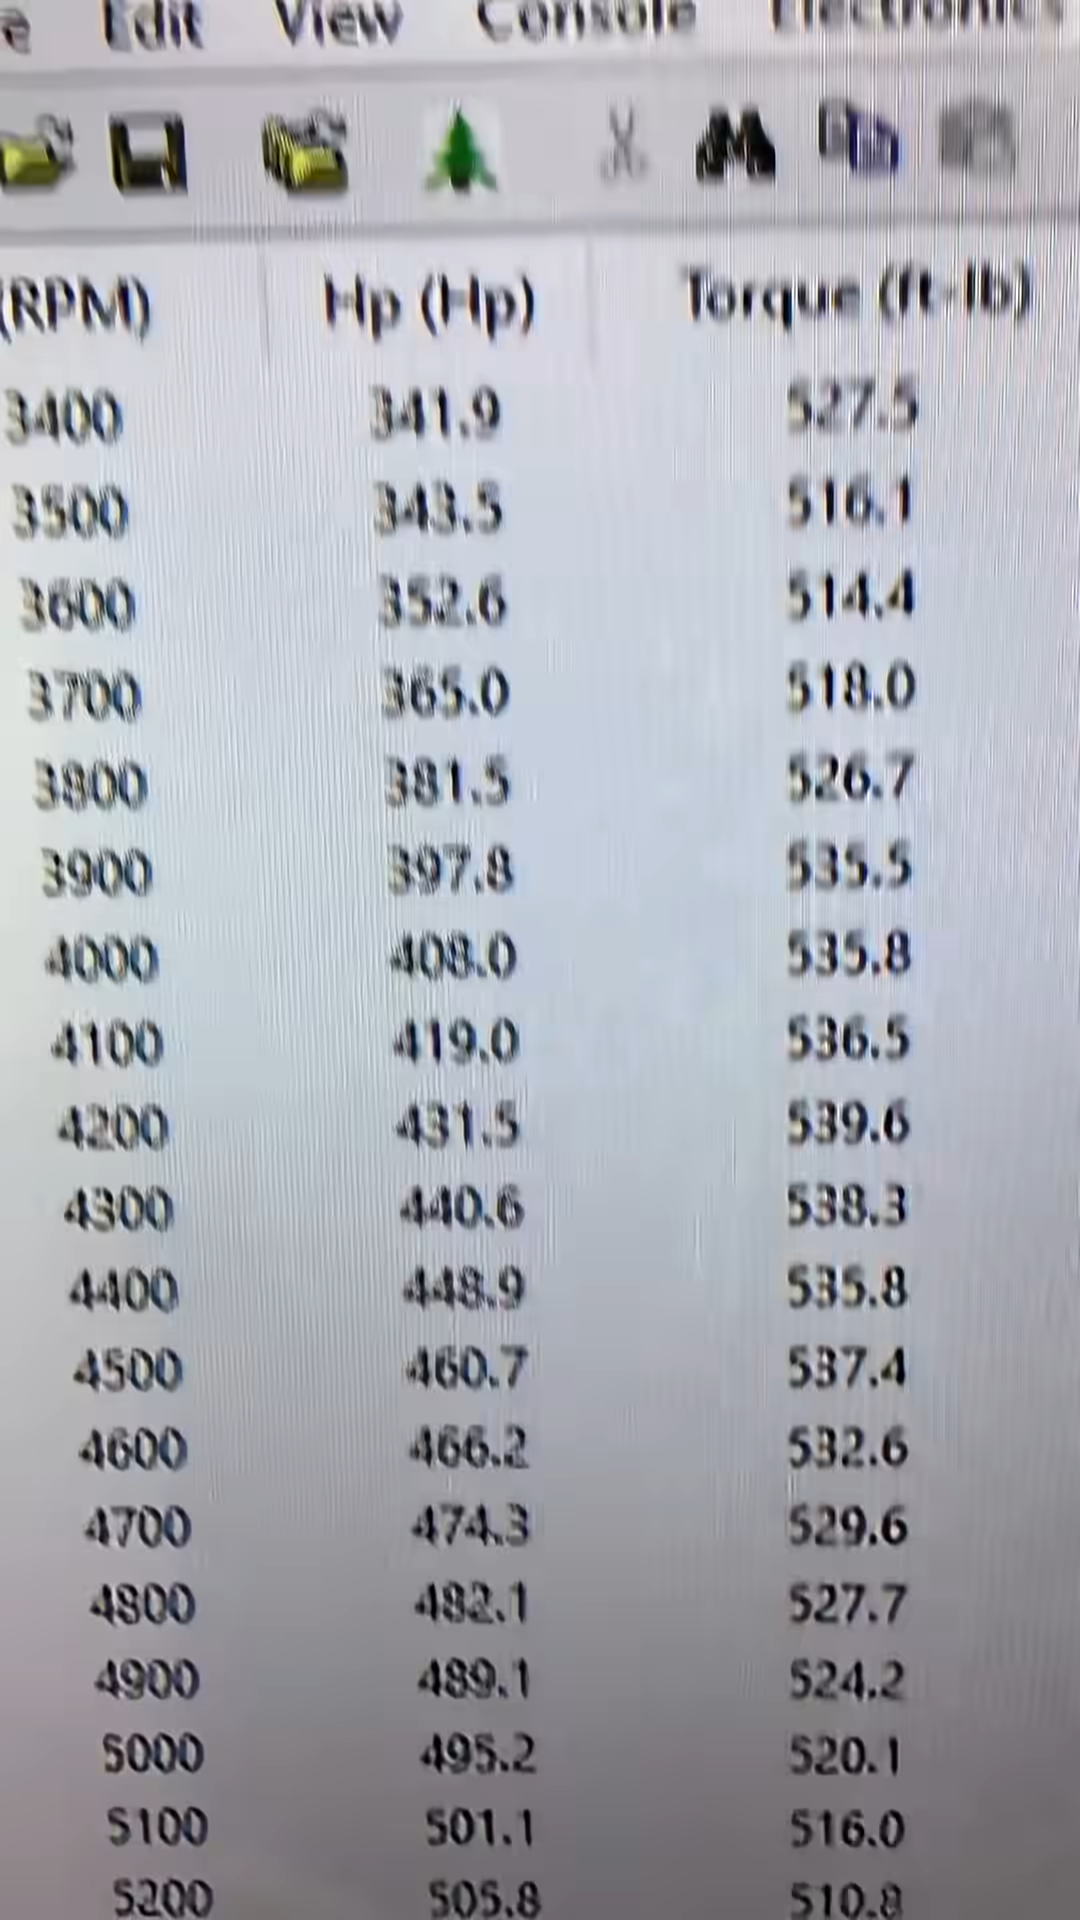 e Edit View Console Electronics
(RPM) Hp (Hp) Torque (ft-lb)
3400 341.9 527.5
3500 343.5 516.1
3600 352.6 514.4
3700 365.0 518.0
3800 381.5 526.7
3900 397.8 535.5
4000 408.0 535.8
4100 419.0 536.5
4200 431.5 539.6
4300 440.6 538.3
4400 448.9 535.8
4500 460.7 537.4
4600 466.2 532.6
4700 474.3 529.6
4800 482.1 527.7
4900 489.1 524.2
5000 495.2 520.1
5100 501.1 516.0
5200 505.8 510.8